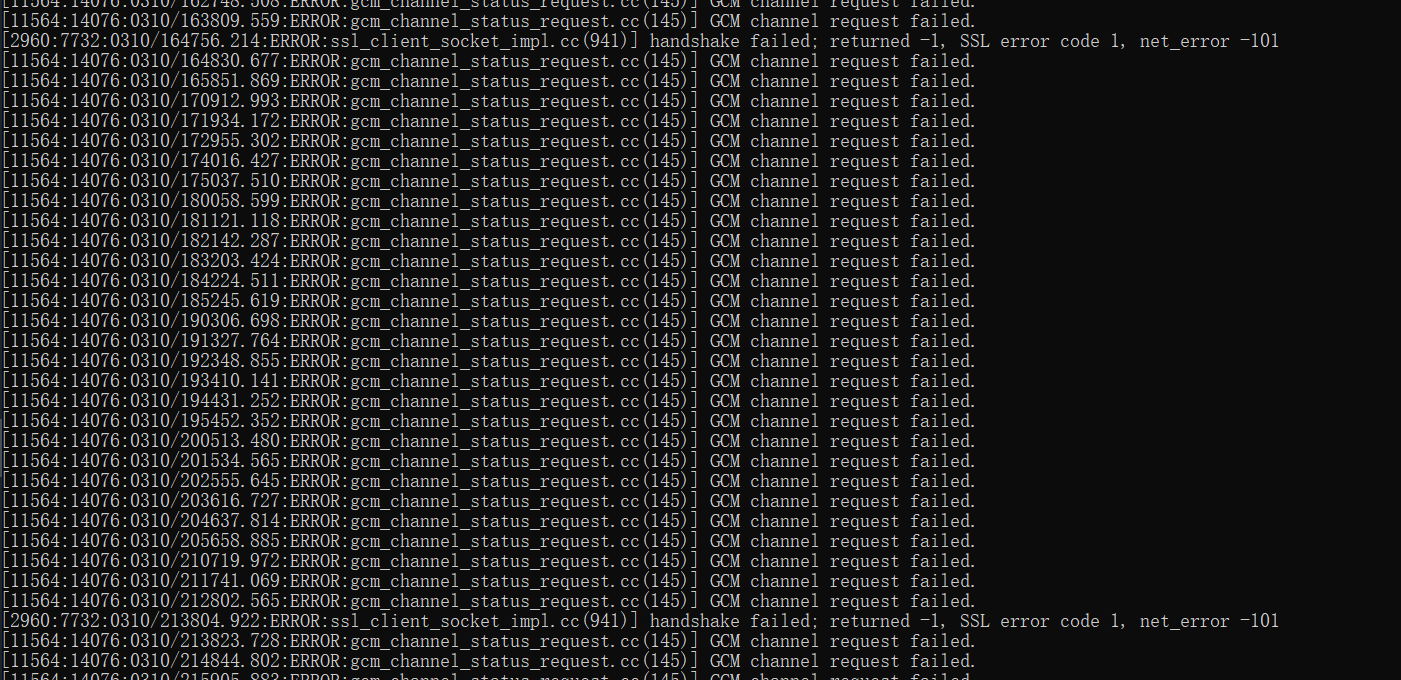 [11564:14076:0310/162748.508:ERROR:gcm_channel_status_request.cc(145)] GCM channel request failed.
[11564:14076:0310/163809.559:ERROR:gcm_channel_status_request.cc(145)] GCM channel request failed.
[2960:7732:0310/164756.214:ERROR:ssl_client_socket_impl.cc(941)] handshake failed; returned -1, SSL error code 1, net_error -101
[11564:14076:0310/164830.677:ERROR:gcm_channel_status_request.cc(145)] GCM channel request failed.
[11564:14076:0310/165851.869:ERROR:gcm_channel_status_request.cc(145)] GCM channel request failed.
[11564:14076:0310/170912.993:ERROR:gcm_channel_status_request.cc(145)] GCM channel request failed.
[11564:14076:0310/171934.172:ERROR:gcm_channel_status_request.cc(145)] GCM channel request failed.
[11564:14076:0310/172955.302:ERROR:gcm_channel_status_request.cc(145)] GCM channel request failed.
[11564:14076:0310/174016.427:ERROR:gcm_channel_status_request.cc(145)] GCM channel request failed.
[11564:14076:0310/175037.510:ERROR:gcm_channel_status_request.cc(145)] GCM channel request failed.
[11564:14076:0310/180058.599:ERROR:gcm_channel_status_request.cc(145)] GCM channel request failed.
[11564:14076:0310/181121.118:ERROR:gcm_channel_status_request.cc(145)] GCM channel request failed.
[11564:14076:0310/182142.287:ERROR:gcm_channel_status_request.cc(145)] GCM channel request failed.
[11564:14076:0310/183203.424:ERROR:gcm_channel_status_request.cc(145)] GCM channel request failed.
[11564:14076:0310/184224.511:ERROR:gcm_channel_status_request.cc(145)] GCM channel request failed.
[11564:14076:0310/185245.619:ERROR:gcm_channel_status_request.cc(145)] GCM channel request failed.
[11564:14076:0310/190306.698:ERROR:gcm_channel_status_request.cc(145)] GCM channel request failed.
[11564:14076:0310/191327.764:ERROR:gcm_channel_status_request.cc(145)] GCM channel request failed.
[11564:14076:0310/192348.855:ERROR:gcm_channel_status_request.cc(145)] GCM channel request failed.
[11564:14076:0310/193410.141:ERROR:gcm_channel_status_request.cc(145)] GCM channel request failed.
[11564:14076:0310/194431.252:ERROR:gcm_channel_status_request.cc(145)] GCM channel request failed.
[11564:14076:0310/195452.352:ERROR:gcm_channel_status_request.cc(145)] GCM channel request failed.
[11564:14076:0310/200513.480:ERROR:gcm_channel_status_request.cc(145)] GCM channel request failed.
[11564:14076:0310/201534.565:ERROR:gcm_channel_status_request.cc(145)] GCM channel request failed.
[11564:14076:0310/202555.645:ERROR:gcm_channel_status_request.cc(145)] GCM channel request failed.
[11564:14076:0310/203616.727:ERROR:gcm_channel_status_request.cc(145)] GCM channel request failed.
[11564:14076:0310/204637.814:ERROR:gcm_channel_status_request.cc(145)] GCM channel request failed.
[11564:14076:0310/205658.885:ERROR:gcm_channel_status_request.cc(145)] GCM channel request failed.
[11564:14076:0310/210719.972:ERROR:gcm_channel_status_request.cc(145)] GCM channel request failed.
[11564:14076:0310/211741.069:ERROR:gcm_channel_status_request.cc(145)] GCM channel request failed.
[11564:14076:0310/212802.565:ERROR:gcm_channel_status_request.cc(145)] GCM channel request failed.
[2960:7732:0310/213804.922:ERROR:ssl_client_socket_impl.cc(941)] handshake failed; returned -1, SSL error code 1, net_error -101
[11564:14076:0310/213823.728:ERROR:gcm_channel_status_request.cc(145)] GCM channel request failed.
[11564:14076:0310/214844.802:ERROR:gcm_channel_status_request.cc(145)] GCM channel request failed.
[11564:14076:0310/215905.883:ERROR:gcm_channel_status_request.cc(145)] GCM channel request failed.